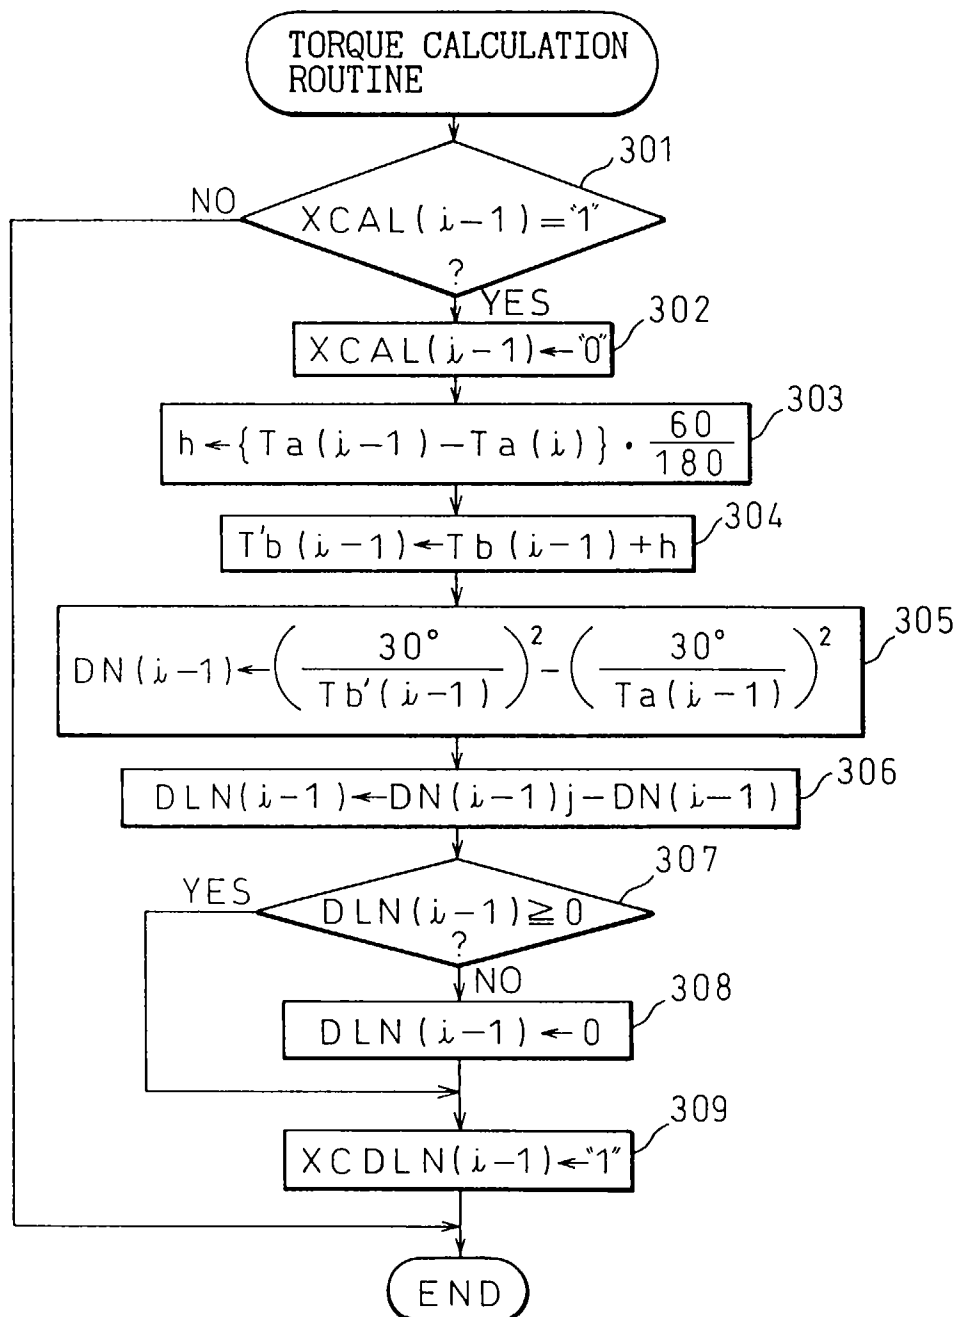 TORQUE CALCULATION
ROUTINE
301
NO
XCAL(i-1)="1"
?
YES
302
XCAL(i-1)←"0"
303
h←{Ta(i-1)-Ta(i)}·60/180
304
T'b(i-1)←Tb(i-1)+h
305
DN(i-1)←(30°/Tb'(i-1))²-(30°/Ta(i-1))²
306
DLN(i-1)←DN(i-1)j-DN(i-1)
307
YES
DLN(i-1)≧0
?
NO
308
DLN(i-1)←0
309
XCDLN(i-1)←"1"
END